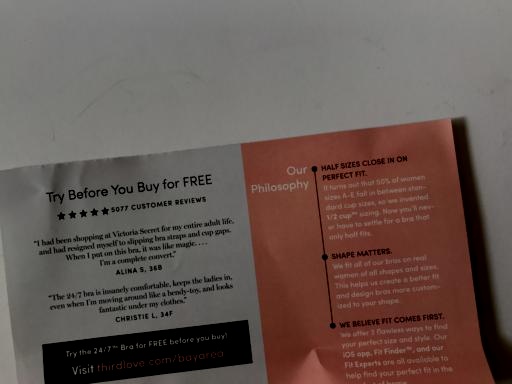 Try Before You Buy for FREE
★★★★★ 5077 CUSTOMER REVIEWS
"I had been shopping at Victoria Secret for my entire adult life,
and had resigned myself to slipping bra straps and cup gaps.
When I put on this bra, it was like magic. . . .
I'm a complete convert."
ALINA S, 36B
"The 24/7 bra is insanely comfortable, keeps the ladies in,
even when I'm moving around like a bendy-toy, and looks
fantastic under my clothes."
CHRISTIE L, 34F
Try the 24·7™ Bra for FREE before you buy!
Visit thirdlove.com/bayarea
Our
Philosophy
HALF SIZES CLOSE IN ON
PERFECT FIT.
It turns out that 50% of women
sizes A-E fall in between stan-
dard cup sizes, so we invented
1/2 cup™ sizing. Now you'll nev-
er have to settle for a bra that
only half fits.
SHAPE MATTERS.
We fit all of our bras on real
women of all shapes and sizes.
This helps us create a better fit
and design bras more custom-
ized to your shape.
WE BELIEVE FIT COMES FIRST.
We offer 3 flawless ways to find
your perfect size and style. Our
iOS app, Fit Finder™, and our
Fit Experts are all available to
help find your perfect fit in the